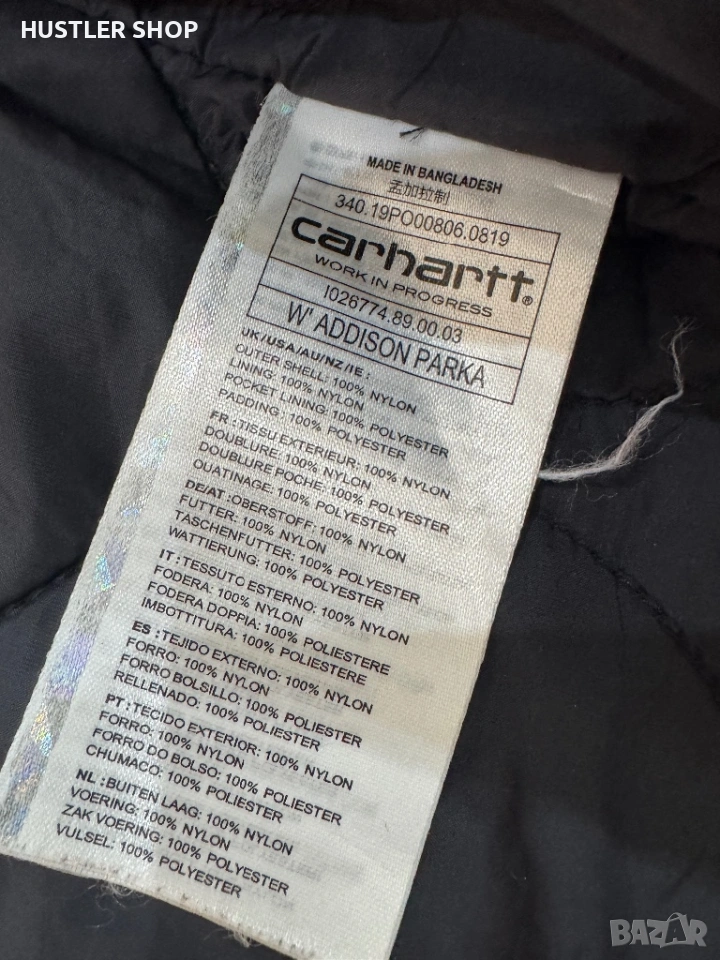 HUSTLER SHOP
MADE IN BANGLADESH
孟加拉制
340.19PO00806.0819
carhartt®
WORK IN PROGRESS
I026774.89.00.03
W' ADDISON PARKA
UK/USA/AU/NZ/IE :
OUTER SHELL: 100% NYLON
LINING: 100% NYLON
POCKET LINING: 100% POLYESTER
PADDING: 100% POLYESTER
FR : TISSU EXTERIEUR: 100% NYLON
DOUBLURE: 100% NYLON
DOUBLURE POCHE: 100% POLYESTER
OUATINAGE: 100% POLYESTER
DE/AT :OBERSTOFF: 100% NYLON
FUTTER: 100% NYLON
TASCHENFUTTER: 100% POLYESTER
WATTIERUNG: 100% POLYESTER
IT : TESSUTO ESTERNO: 100% NYLON
FODERA: 100% NYLON
FODERA DOPPIA: 100% POLIESTERE
IMBOTTITURA: 100% POLIESTERE
ES : TEJIDO EXTERNO: 100% NYLON
FORRO: 100% NYLON
FORRO BOLSILLO: 100% POLIESTER
RELLENADO: 100% POLIESTER
PT : TECIDO EXTERIOR: 100% NYLON
FORRO: 100% NYLON
FORRO DO BOLSO: 100% POLIESTER
CHUMACO: 100% POLIESTER
NL : BUITEN LAAG: 100% NYLON
VOERING: 100% NYLON
ZAK VOERING: 100% POLYESTER
VULSEL: 100% POLYESTER
BAZAR